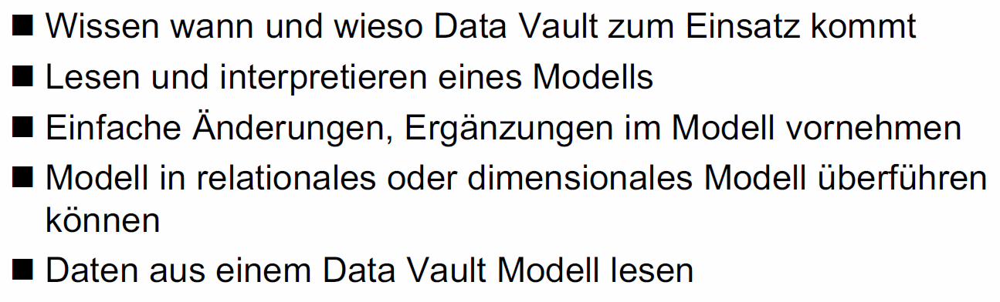 ■ Wissen wann und wieso Data Vault zum Einsatz kommt
■ Lesen und interpretieren eines Modells
■ Einfache Änderungen, Ergänzungen im Modell vornehmen
■ Modell in relationales oder dimensionales Modell überführen
können
■ Daten aus einem Data Vault Modell lesen